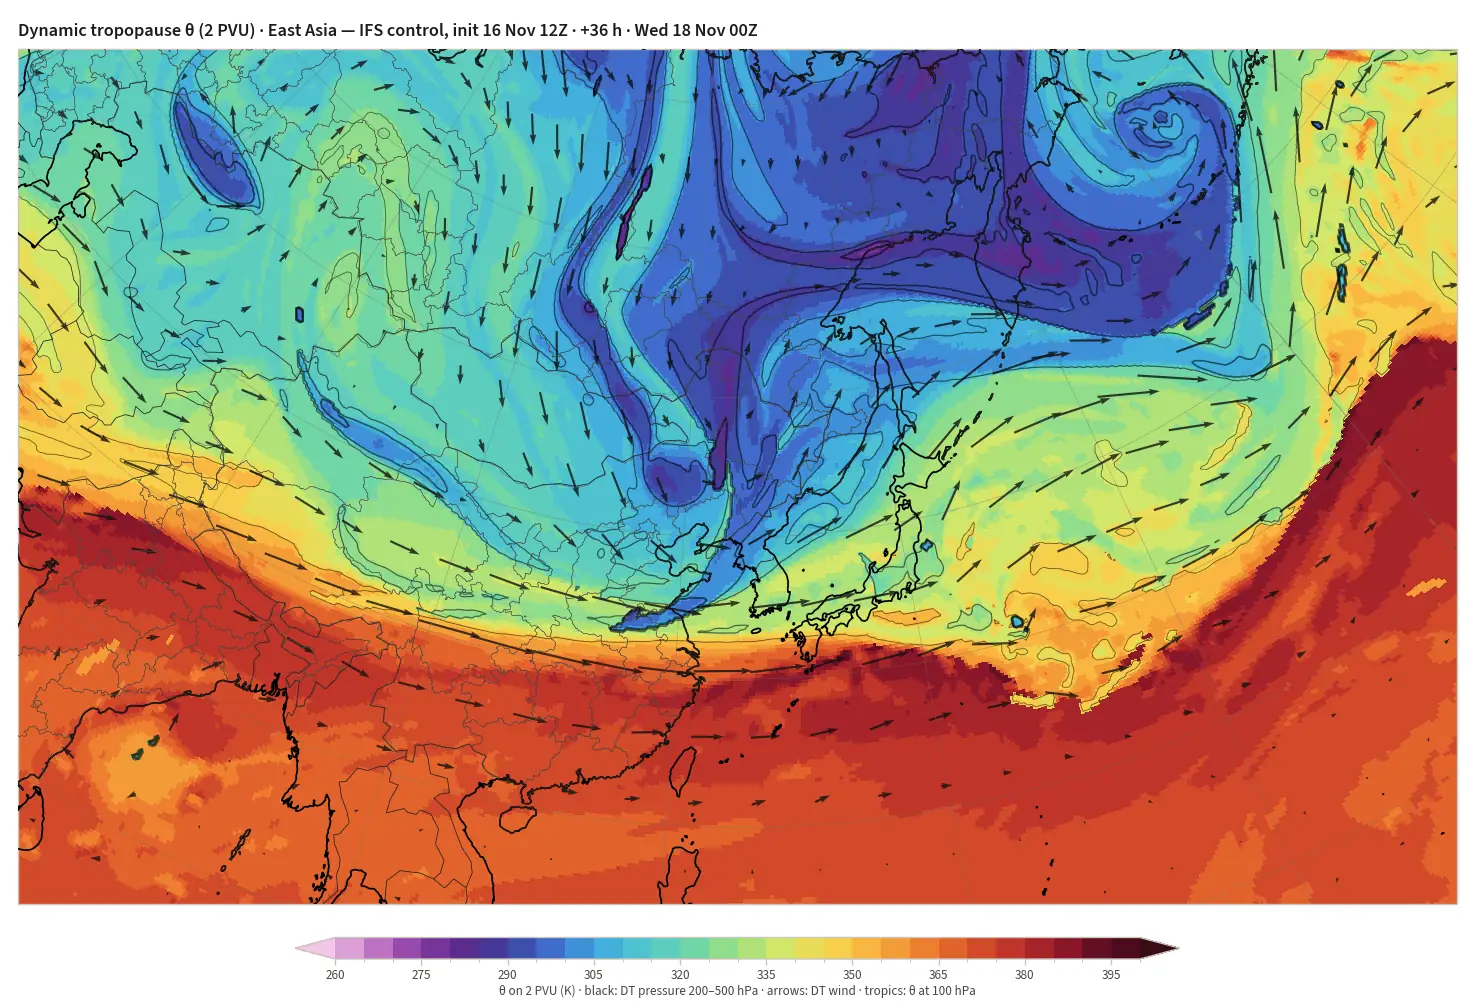 Dynamic tropopause θ (2 PVU) · East Asia — IFS control, init 16 Nov 12Z · +36 h · Wed 18 Nov 00Z
260 275 290 305 320 335 350 365 380 395
θ on 2 PVU (K) · black: DT pressure 200–500 hPa · arrows: DT wind · tropics: θ at 100 hPa